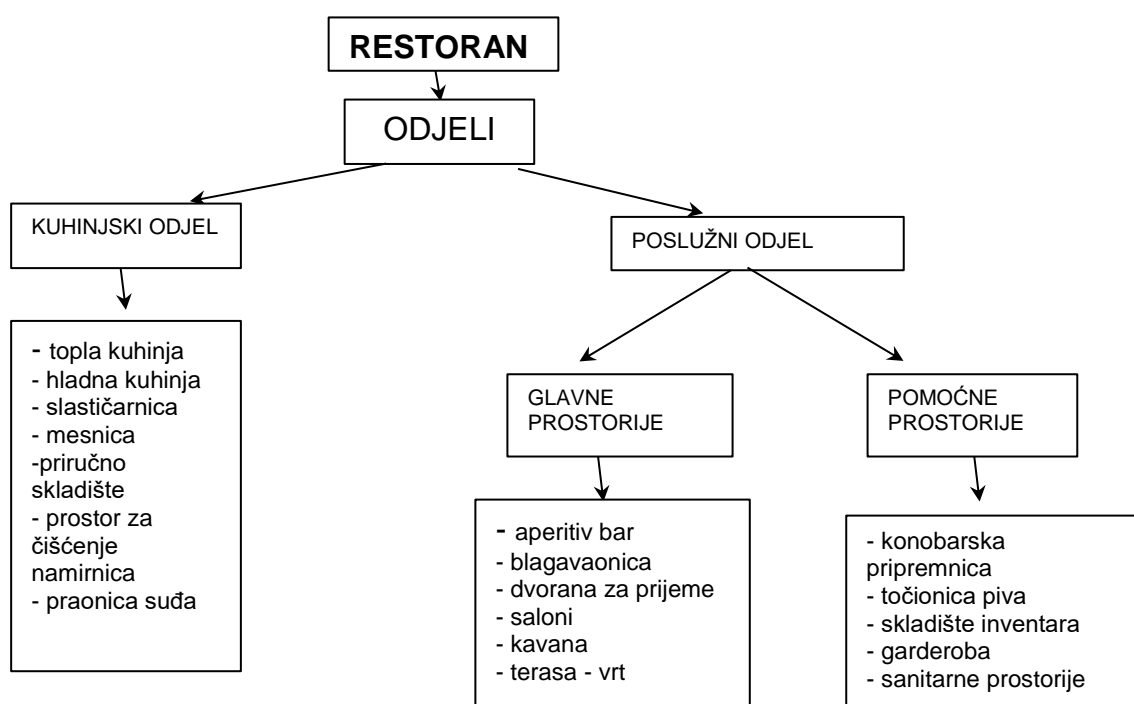 RESTORAN
ODJELI
KUHINJSKI ODJEL
POSLUŽNI ODJEL
- topla kuhinja
- hladna kuhinja
- slastičarnica
- mesnica
-priručno
skladište
- prostor za
čišćenje
namirnica
- praonica suđa
GLAVNE
PROSTORIJE
POMOĆNE
PROSTORIJE
- aperitiv bar
- blagavaonica
- dvorana za prijeme
- saloni
- kavana
- terasa - vrt
- konobarska
pripremnica
- točionica piva
- skladište inventara
- garderoba
- sanitarne prostorije